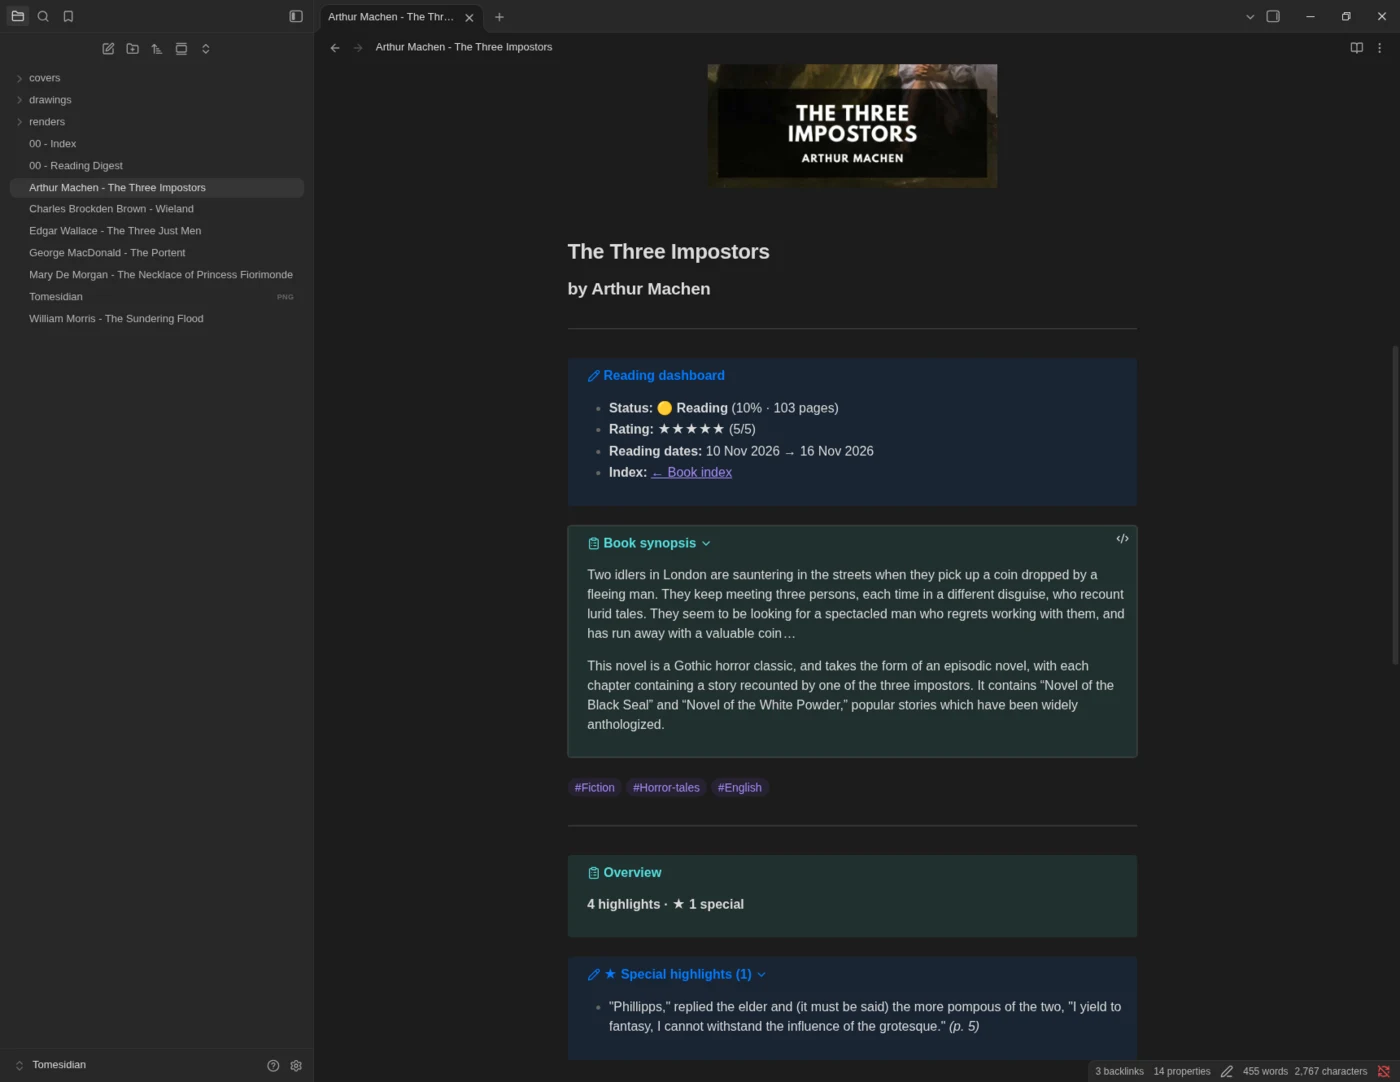 Arthur Machen - The Thr...
Arthur Machen - The Three Impostors
covers
drawings
renders
00 - Index
00 - Reading Digest
Arthur Machen - The Three Impostors
Charles Brockden Brown - Wieland
Edgar Wallace - The Three Just Men
George MacDonald - The Portent
Mary De Morgan - The Necklace of Princess Fiorimonde
Tomesidian PNG
William Morris - The Sundering Flood
Tomesidian
THE THREE
IMPOSTORS
ARTHUR MACHEN
The Three Impostors
by Arthur Machen
Reading dashboard
• Status: 🟡 Reading (10% · 103 pages)
• Rating: ★★★★★ (5/5)
• Reading dates: 10 Nov 2026 → 16 Nov 2026
• Index: ← Book index
Book synopsis
Two idlers in London are sauntering in the streets when they pick up a coin dropped by a
fleeing man. They keep meeting three persons, each time in a different disguise, who recount
lurid tales. They seem to be looking for a spectacled man who regrets working with them, and
has run away with a valuable coin…
This novel is a Gothic horror classic, and takes the form of an episodic novel, with each
chapter containing a story recounted by one of the three impostors. It contains “Novel of the
Black Seal” and “Novel of the White Powder,” popular stories which have been widely
anthologized.
#Fiction #Horror-tales #English
Overview
4 highlights · ★ 1 special
★ Special highlights (1)
• "Phillipps," replied the elder and (it must be said) the more pompous of the two, "I yield to
fantasy, I cannot withstand the influence of the grotesque." (p. 5)
3 backlinks 14 properties 455 words 2,767 characters